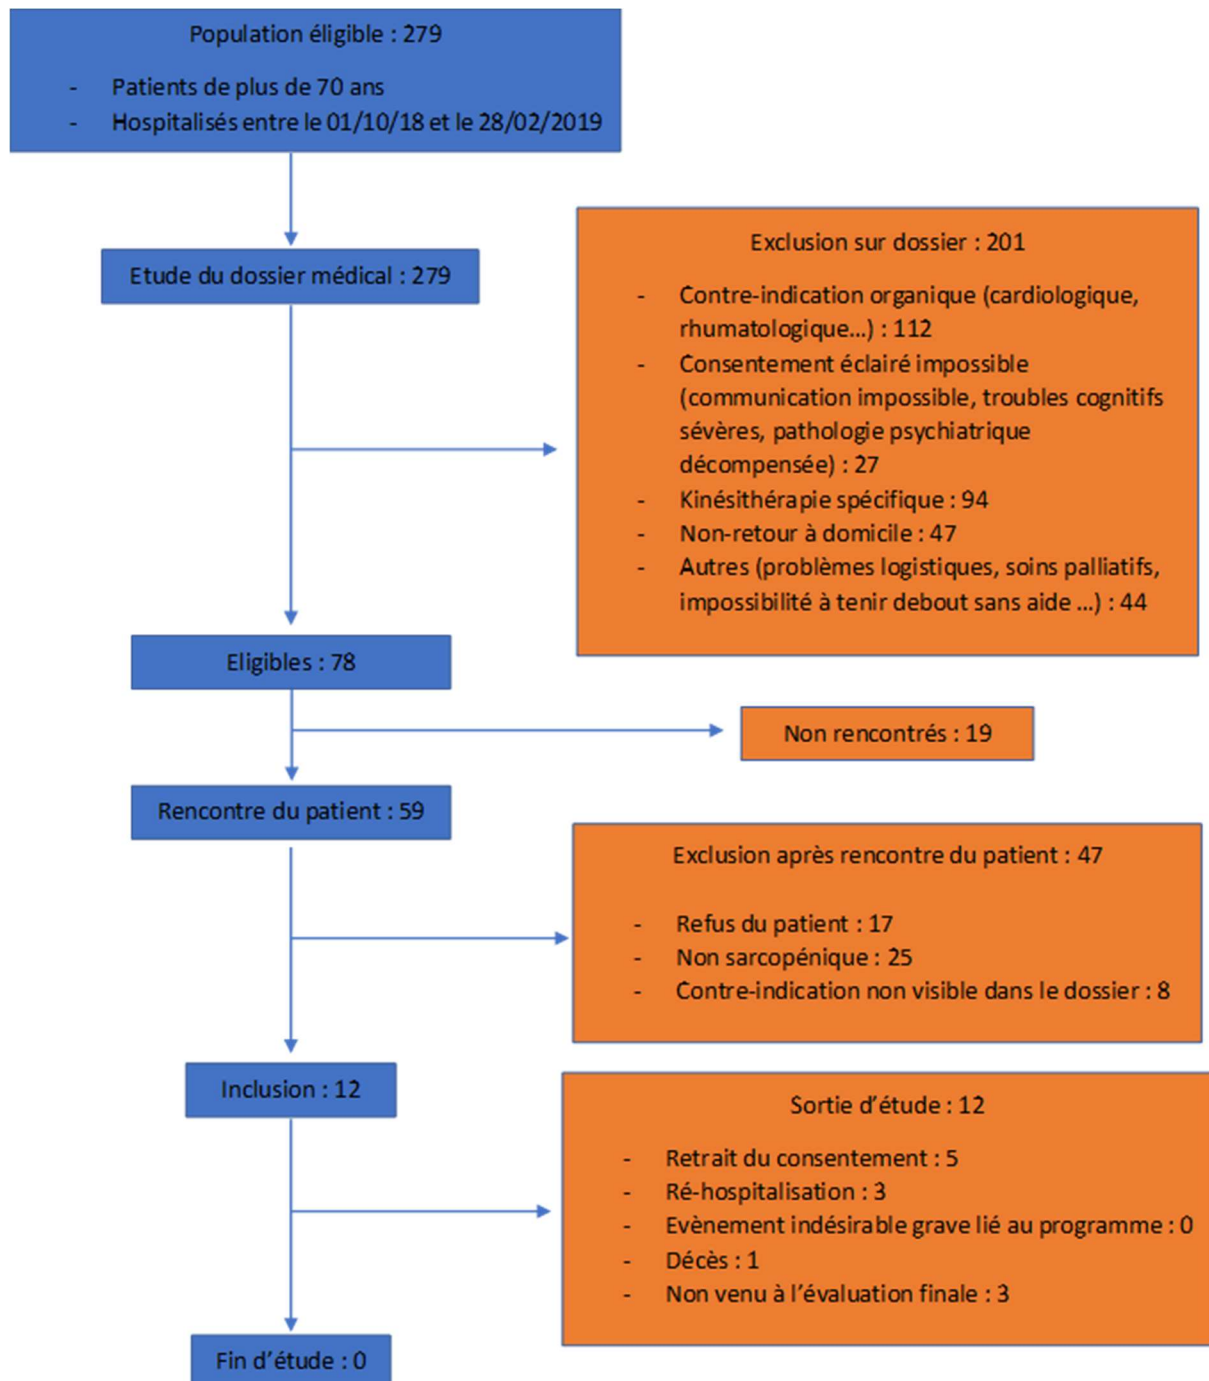 Population éligible : 279
- Patients de plus de 70 ans
- Hospitalisés entre le 01/10/18 et le 28/02/2019
Etude du dossier médical : 279
Exclusion sur dossier : 201
- Contre-indication organique (cardiologique,
rhumatologique...) : 112
- Consentement éclairé impossible
(communication impossible, troubles cognitifs
sévères, pathologie psychiatrique
décompensée) : 27
- Kinésithérapie spécifique : 94
- Non-retour à domicile : 47
- Autres (problèmes logistiques, soins palliatifs,
impossibilité à tenir debout sans aide ...) : 44
Eligibles : 78
Non rencontrés : 19
Rencontre du patient : 59
Exclusion après rencontre du patient : 47
- Refus du patient : 17
- Non sarcopénique : 25
- Contre-indication non visible dans le dossier : 8
Inclusion : 12
Sortie d’étude : 12
- Retrait du consentement : 5
- Ré-hospitalisation : 3
- Evènement indésirable grave lié au programme : 0
- Décès : 1
- Non venu à l’évaluation finale : 3
Fin d’étude : 0